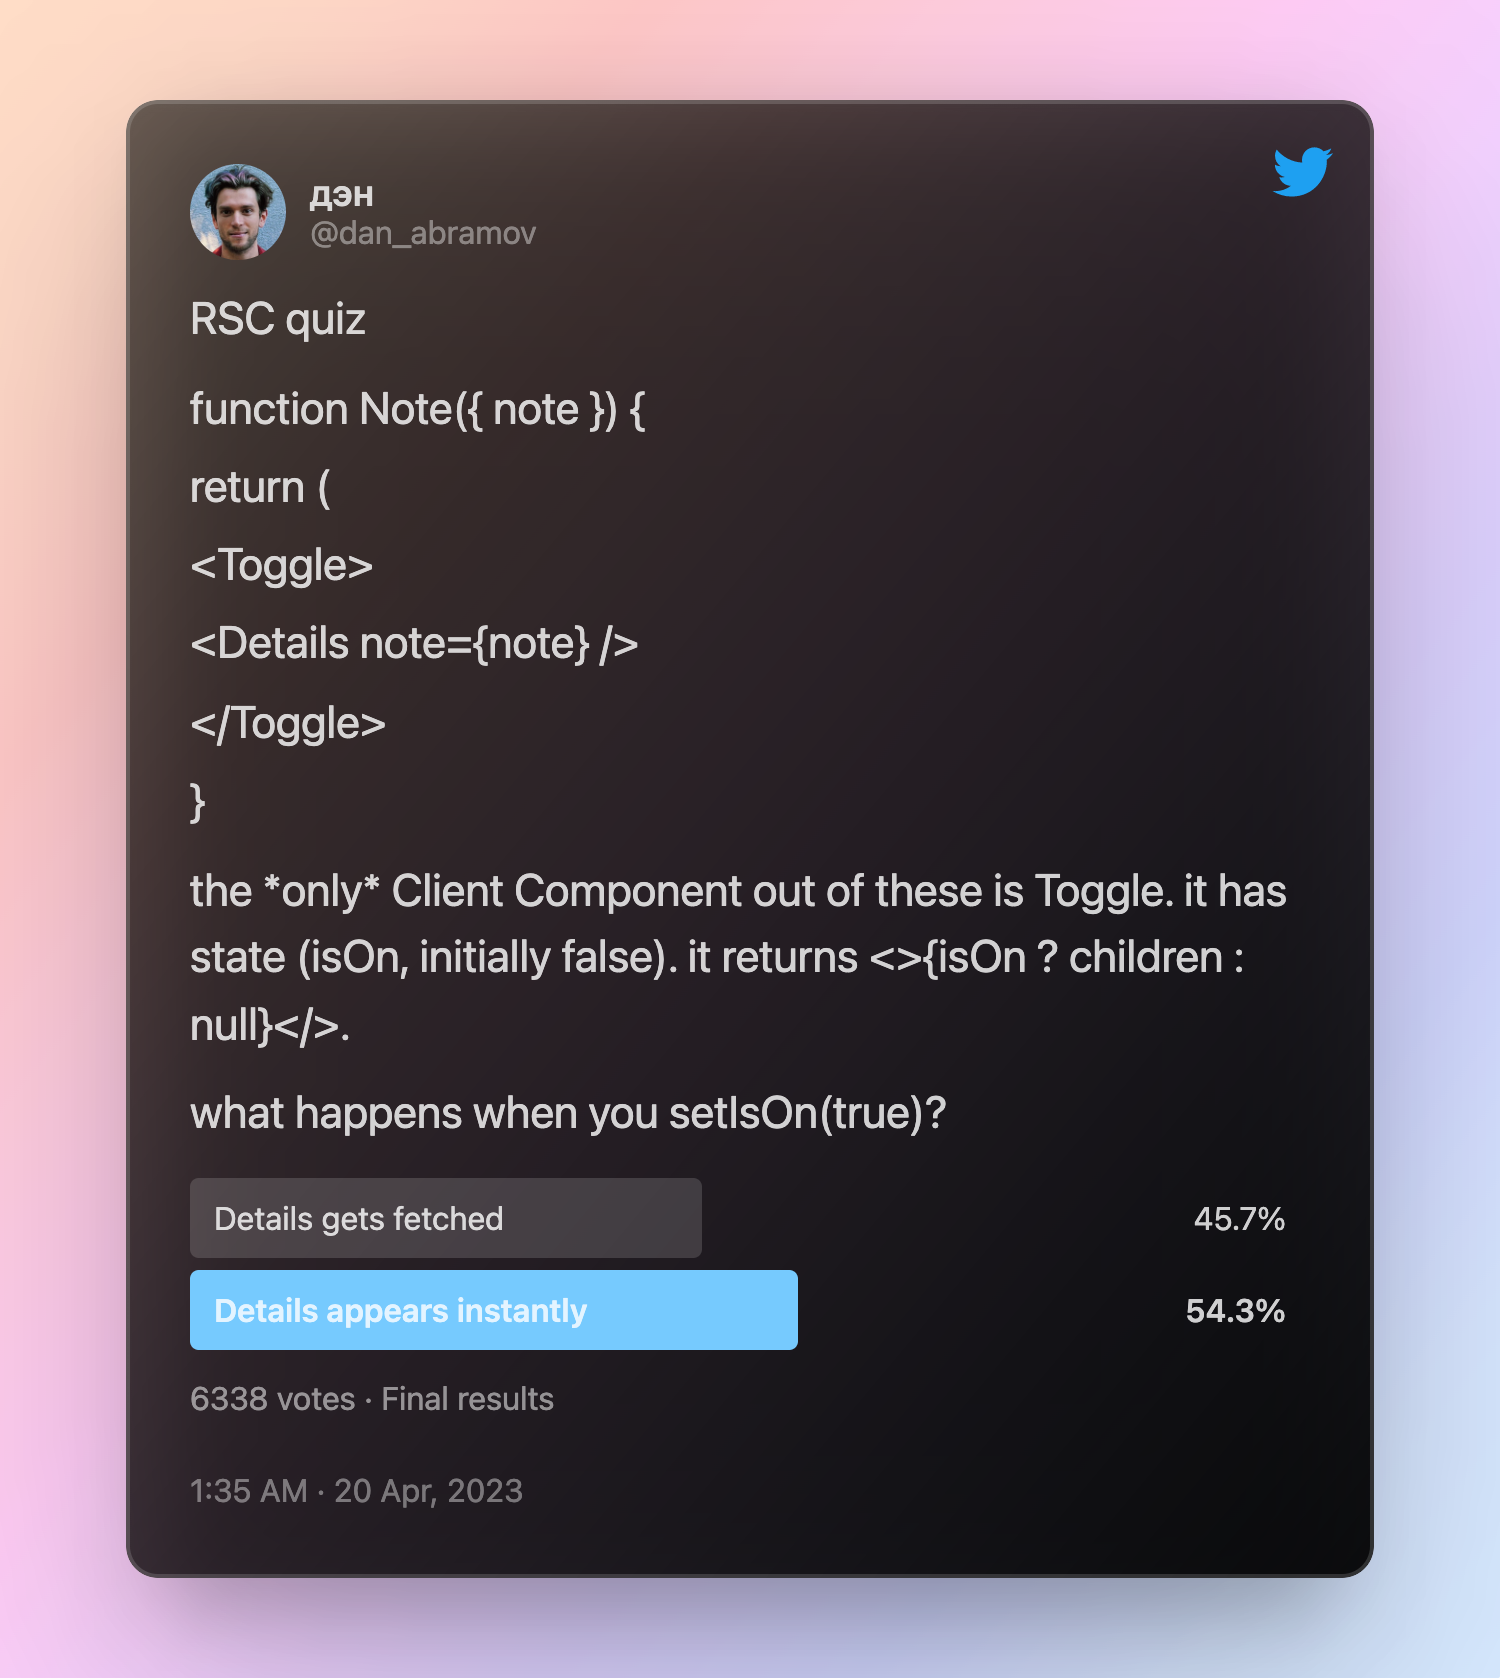 дэн
@dan_abramov
RSC quiz
function Note({ note }) {
return (
<Toggle>
<Details note={note} />
</Toggle>
}
the *only* Client Component out of these is Toggle. it has
state (isOn, initially false). it returns <>{isOn ? children :
null}</>.
what happens when you setIsOn(true)?
Details gets fetched 45.7%
Details appears instantly 54.3%
6338 votes · Final results
1:35 AM · 20 Apr, 2023